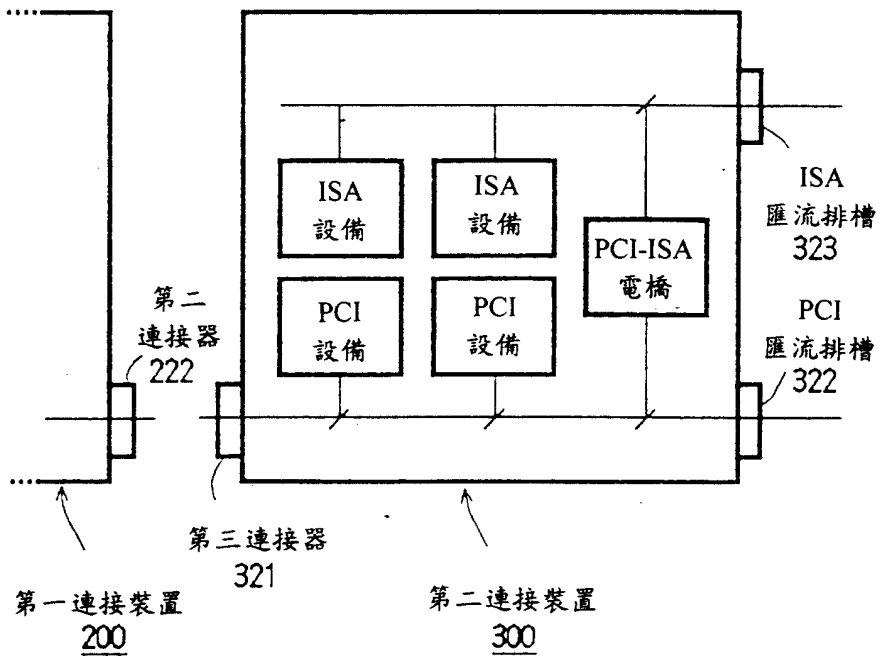 ISA
設備
ISA
設備
PCI-ISA
電橋
ISA
匯流排槽
323
PCI
設備
PCI
設備
PCI
匯流排槽
322
第二
連接器
222
第三連接器
321
第一連接裝置
200
第二連接裝置
300